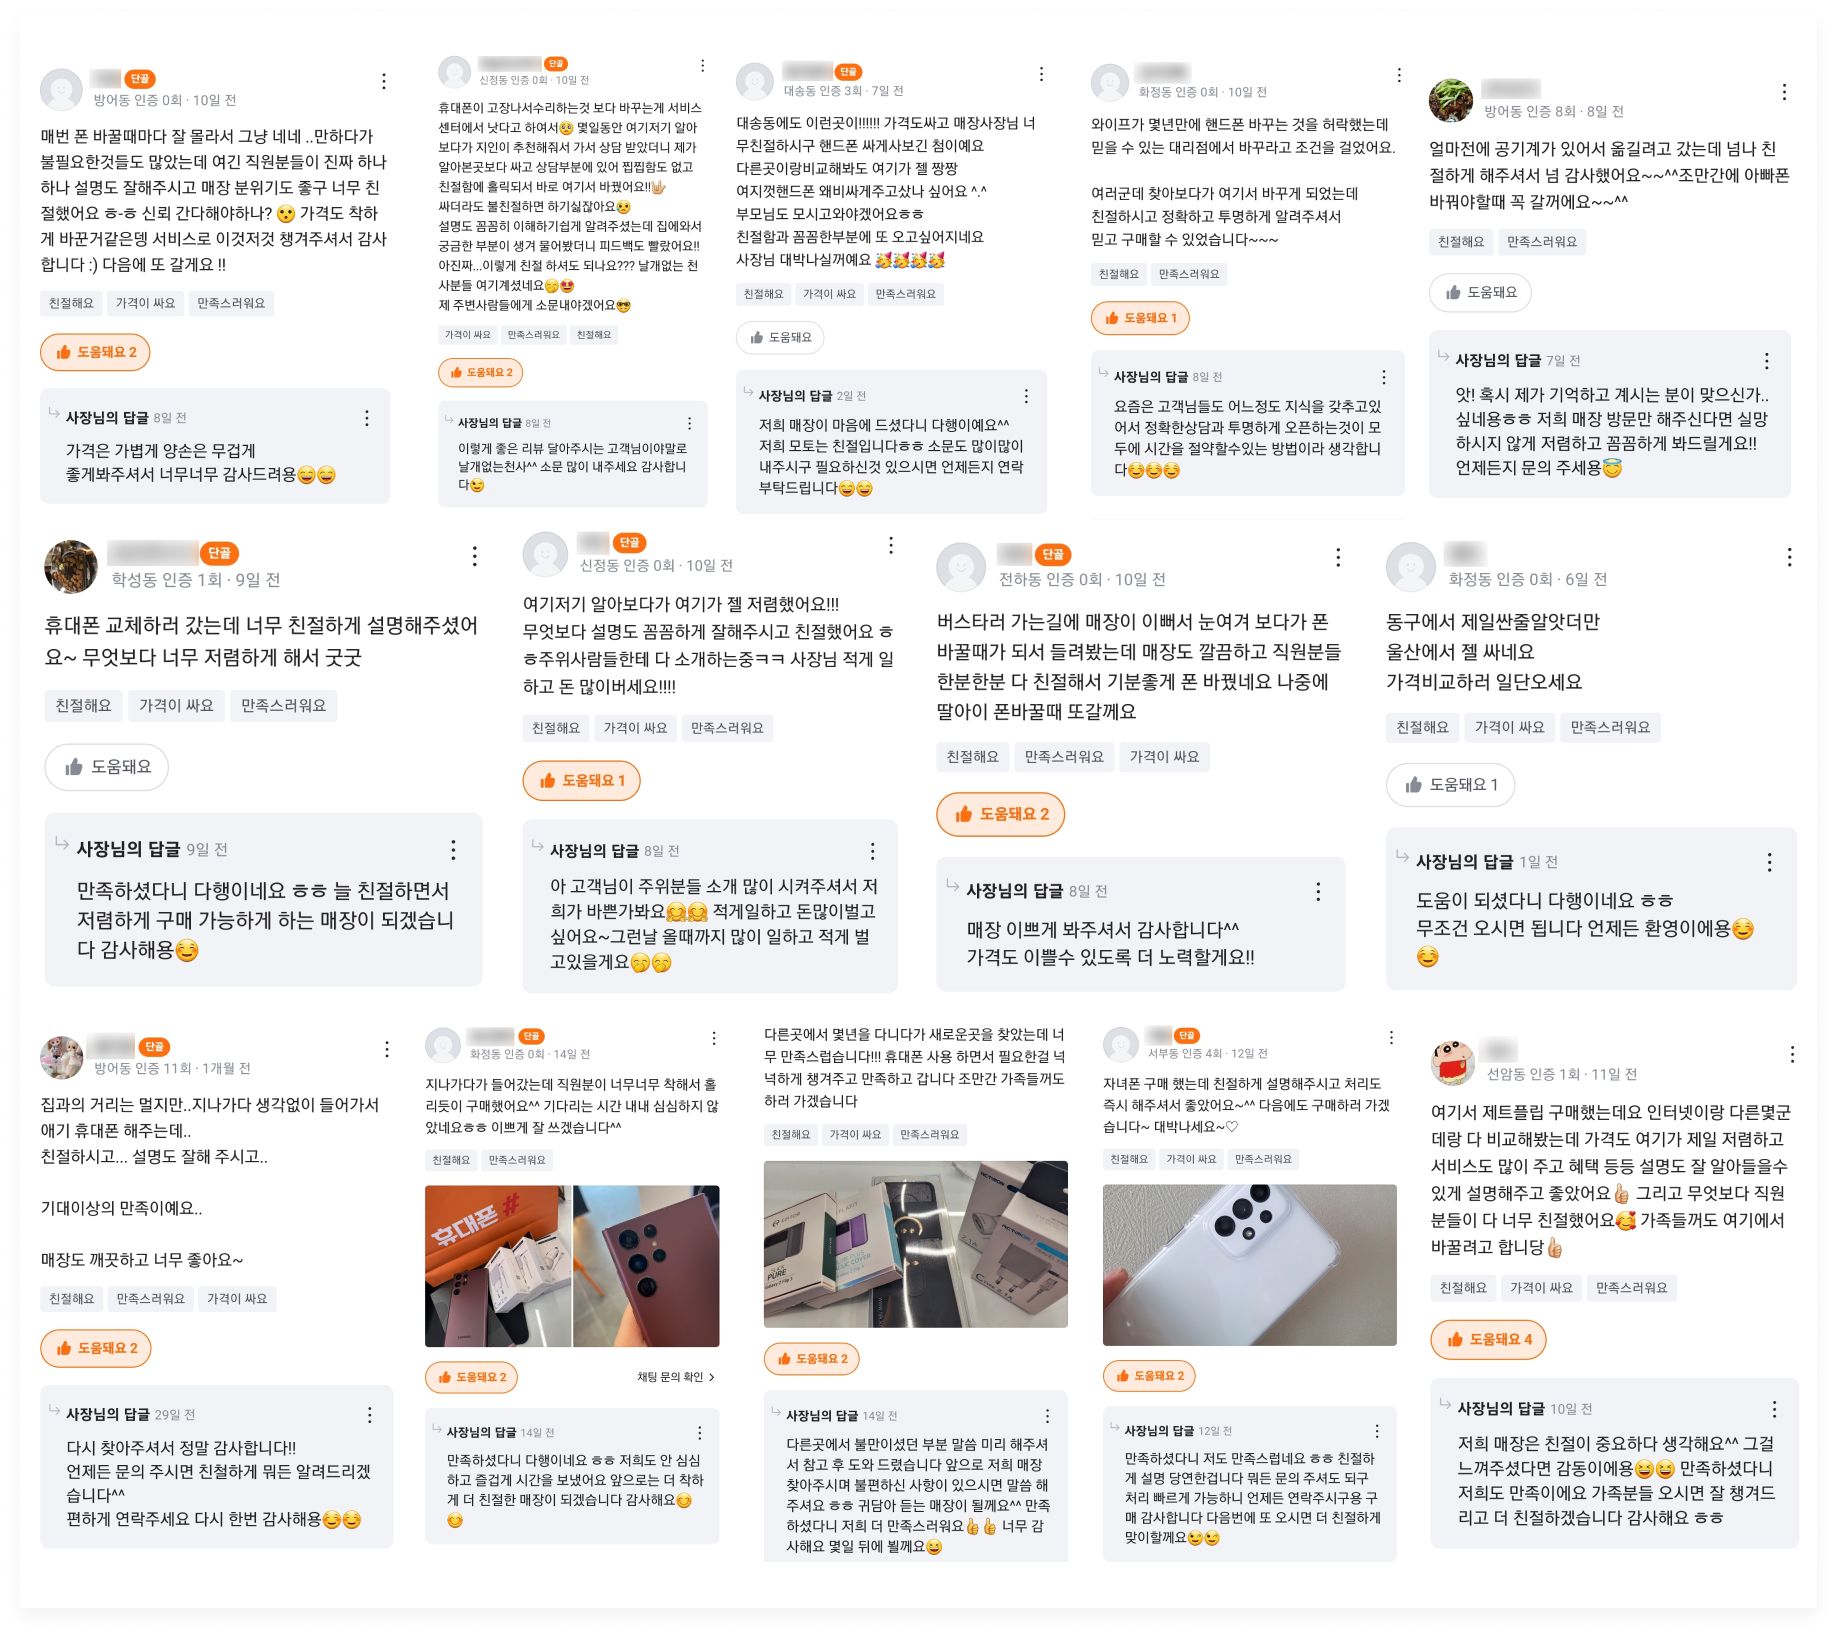 단골
방어동 인증 0회 · 10일 전
매번 폰 바꿀때마다 잘 몰라서 그냥 네네 ..만하다가
불필요한것들도 많았는데 여긴 직원분들이 진짜 하나
하나 설명도 잘해주시고 매장 분위기도 좋구 너무 친
절했어요 ㅎ-ㅎ 신뢰 간다해야하나? 😯 가격도 착하
게 바꾼거같은뎅 서비스로 이것저것 챙겨주셔서 감사
합니다 :) 다음에 또 갈게요 !!
친절해요 가격이 싸요 만족스러워요
도움돼요 2
사장님의 답글 8일 전
가격은 가볍게 양손은 무겁게
좋게봐주셔서 너무너무 감사드려용😄😄
단골
신정동 인증 0회 · 10일 전
휴대폰이 고장나서수리하는것 보다 바꾸는게 서비스
센터에서 낫다고 하여서🥺 몇일동안 여기저기 알아
보다가 지인이 추천해줘서 가서 상담 받았더니 제가
알아본곳보다 싸고 상담부분에 있어 찝찝함도 없고
친절함에 홀릭되서 바로 여기서 바꿨어요!!🤟
싸더라도 불친절하면 하기싫잖아요😥
설명도 꼼꼼히 이해하기쉽게 알려주셨는데 집에와서
궁금한 부분이 생겨 물어봤더니 피드백도 빨랐어요!!
아진짜...이렇게 친절 하셔도 되나요??? 날개없는 천
사분들 여기계셨네요🤭😍
제 주변사람들에게 소문내야겠어요😎
가격이 싸요 만족스러워요 친절해요
도움돼요 2
사장님의 답글 8일 전
이렇게 좋은 리뷰 달아주시는 고객님이야말로
날개없는천사^^ 소문 많이 내주세요 감사합니
다😉
단골
대송동 인증 3회 · 7일 전
대송동에도 이런곳이!!!!!! 가격도싸고 매장사장님 너
무친절하시구 핸드폰 싸게사보긴 첨이예요
다른곳이랑비교해봐도 여기가 젤 짱짱
여지껏핸드폰 왜비싸게주고샀나 싶어요 ^.^
부모님도 모시고와야겠어요ㅎㅎ
친절함과 꼼꼼한부분에 또 오고싶어지네요
사장님 대박나실꺼예요 🥳🥳🥳🥳
친절해요 가격이 싸요 만족스러워요
도움돼요
사장님의 답글 2일 전
저희 매장이 마음에 드셨다니 다행이예요^^
저희 모토는 친절입니다ㅎㅎ 소문도 많이많이
내주시구 필요하신것 있으시면 언제든지 연락
부탁드립니다😄😄
화정동 인증 0회 · 10일 전
와이프가 몇년만에 핸드폰 바꾸는 것을 허락했는데
믿을 수 있는 대리점에서 바꾸라고 조건을 걸었어요.
여러군데 찾아보다가 여기서 바꾸게 되었는데
친절하시고 정확하고 투명하게 알려주셔서
믿고 구매할 수 있었습니다~~~
친절해요 만족스러워요
도움돼요 1
사장님의 답글 8일 전
요즘은 고객님들도 어느정도 지식을 갖추고있
어서 정확한상담과 투명하게 오픈하는것이 모
두에 시간을 절약할수있는 방법이라 생각합니
다☺️☺️☺️
방어동 인증 8회 · 8일 전
얼마전에 공기계가 있어서 옮길려고 갔는데 넘나 친
절하게 해주셔서 넘 감사했어요~~^^조만간에 아빠폰
바꿔야할때 꼭 갈꺼에요~~^^
친절해요 만족스러워요
도움돼요
사장님의 답글 7일 전
앗! 혹시 제가 기억하고 계시는 분이 맞으신가..
싶네용ㅎㅎ 저희 매장 방문만 해주신다면 실망
하시지 않게 저렴하고 꼼꼼하게 봐드릴게요!!
언제든지 문의 주세용😇
단골
학성동 인증 1회 · 9일 전
휴대폰 교체하러 갔는데 너무 친절하게 설명해주셨어
요~ 무엇보다 너무 저렴하게 해서 굿굿
친절해요 가격이 싸요 만족스러워요
도움돼요
사장님의 답글 9일 전
만족하셨다니 다행이네요 ㅎㅎ 늘 친절하면서
저렴하게 구매 가능하게 하는 매장이 되겠습니
다 감사해용☺️
단골
신정동 인증 0회 · 10일 전
여기저기 알아보다가 여기가 젤 저렴했어요!!!
무엇보다 설명도 꼼꼼하게 잘해주시고 친절했어요 ㅎ
ㅎ주위사람들한테 다 소개하는중ㅋㅋ 사장님 적게 일
하고 돈 많이버세요!!!!
친절해요 가격이 싸요 만족스러워요
도움돼요 1
사장님의 답글 8일 전
아 고객님이 주위분들 소개 많이 시켜주셔서 저
희가 바쁜가봐요🤗🤗 적게일하고 돈많이벌고
싶어요~그런날 올때까지 많이 일하고 적게 벌
고있을게요🤭🤭
단골
전하동 인증 0회 · 10일 전
버스타러 가는길에 매장이 이뻐서 눈여겨 보다가 폰
바꿀때가 되서 들려봤는데 매장도 깔끔하고 직원분들
한분한분 다 친절해서 기분좋게 폰 바꿨네요 나중에
딸아이 폰바꿀때 또갈께요
친절해요 만족스러워요 가격이 싸요
도움돼요 2
사장님의 답글 8일 전
매장 이쁘게 봐주셔서 감사합니다^^
가격도 이쁠수 있도록 더 노력할게요!!
화정동 인증 0회 · 6일 전
동구에서 제일싼줄알앗더만
울산에서 젤 싸네요
가격비교하러 일단오세요
친절해요 가격이 싸요 만족스러워요
도움돼요 1
사장님의 답글 1일 전
도움이 되셨다니 다행이네요 ㅎㅎ
무조건 오시면 됩니다 언제든 환영이에용☺️
☺️
단골
방어동 인증 11회 · 1개월 전
집과의 거리는 멀지만..지나가다 생각없이 들어가서
애기 휴대폰 해주는데..
친절하시고... 설명도 잘해 주시고..
기대이상의 만족이예요..
매장도 깨끗하고 너무 좋아요~
친절해요 만족스러워요 가격이 싸요
도움돼요 2
사장님의 답글 29일 전
다시 찾아주셔서 정말 감사합니다!!
언제든 문의 주시면 친철하게 뭐든 알려드리겠
습니다^^
편하게 연락주세요 다시 한번 감사해용☺️☺️
단골
화정동 인증 0회 · 14일 전
지나가다가 들어갔는데 직원분이 너무너무 착해서 홀
리듯이 구매했어요^^ 기다리는 시간 내내 심심하지 않
았네요ㅎㅎ 이쁘게 잘 쓰겠습니다^^
친절해요 만족스러워요
휴대폰 #
도움돼요 2
채팅 문의 확인 >
사장님의 답글 14일 전
만족하셨다니 다행이네요 ㅎㅎ 저희도 안 심심
하고 즐겁게 시간을 보냈어요 앞으로는 더 착하
게 더 친절한 매장이 되겠습니다 감사해요😊
😊
다른곳에서 몇년을 다니다가 새로운곳을 찾았는데 너
무 만족스럽습니다!!! 휴대폰 사용 하면서 필요한걸 넉
넉하게 챙겨주고 만족하고 갑니다 조만간 가족들꺼도
하러 가겠습니다
친절해요 가격이 싸요 만족스러워요
PURE
도움돼요 2
사장님의 답글 14일 전
다른곳에서 불만이셨던 부분 말씀 미리 해주셔
서 참고 후 도와 드렸습니다 앞으로 저희 매장
찾아주시며 불편하신 사항이 있으시면 말씀 해
주셔요 ㅎㅎ 귀담아 듣는 매장이 될께요^^ 만족
하셨다니 저희 더 만족스러워요👍👍 너무 감
사해요 몇일 뒤에 뵐께요😆
단골
서부동 인증 4회 · 12일 전
자녀폰 구매 했는데 친절하게 설명해주시고 처리도
즉시 해주셔서 좋았어요~^^ 다음에도 구매하러 가겠
습니다~ 대박나세요~♡
친절해요 가격이 싸요 만족스러워요
도움돼요 2
사장님의 답글 12일 전
만족하셨다니 저도 만족스럽네요 ㅎㅎ 친절하
게 설명 당연한겁니다 뭐든 문의 주셔도 되구
처리 빠르게 가능하니 언제든 연락주시구용 구
매 감사합니다 다음번에 또 오시면 더 친절하게
맞이할께요😉😉
선암동 인증 1회 · 11일 전
여기서 제트플립 구매했는데요 인터넷이랑 다른몇군
데랑 다 비교해봤는데 가격도 여기가 제일 저렴하고
서비스도 많이 주고 혜택 등등 설명도 잘 알아들을수
있게 설명해주고 좋았어요👍 그리고 무엇보다 직원
분들이 다 너무 친절했어요🥰 가족들꺼도 여기에서
바꿀려고 합니당👍
친절해요 가격이 싸요 만족스러워요
도움돼요 4
사장님의 답글 10일 전
저희 매장은 친절이 중요하다 생각해요^^ 그걸
느껴주셨다면 감동이에용😆😆 만족하셨다니
저희도 만족이에요 가족분들 오시면 잘 챙겨드
리고 더 친절하겠습니다 감사해요 ㅎㅎ